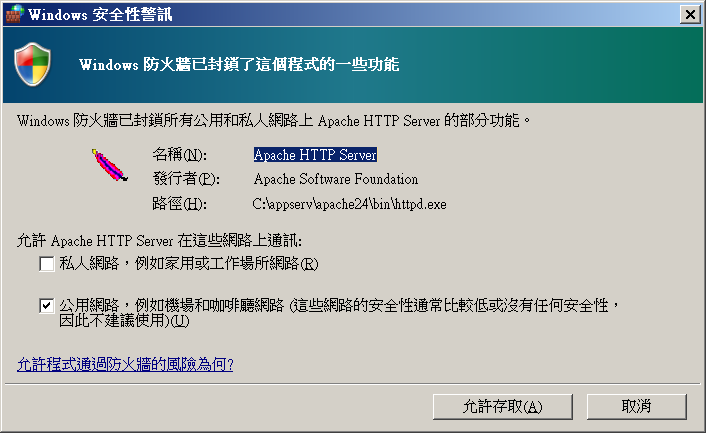 Windows 安全性警訊
Windows 防火牆已封鎖了這個程式的一些功能
Windows 防火牆已封鎖所有公用和私人網路上 Apache HTTP Server 的部分功能。
名稱(N): Apache HTTP Server
發行者(P): Apache Software Foundation
路徑(H): C:\appserv\apache24\bin\httpd.exe
允許 Apache HTTP Server 在這些網路上通訊:
私人網路，例如家用或工作場所網路(R)
公用網路，例如機場和咖啡廳網路 (這些網路的安全性通常比較低或沒有任何安全性，
因此不建議使用)(U)
允許程式通過防火牆的風險為何?
允許存取(A) 取消